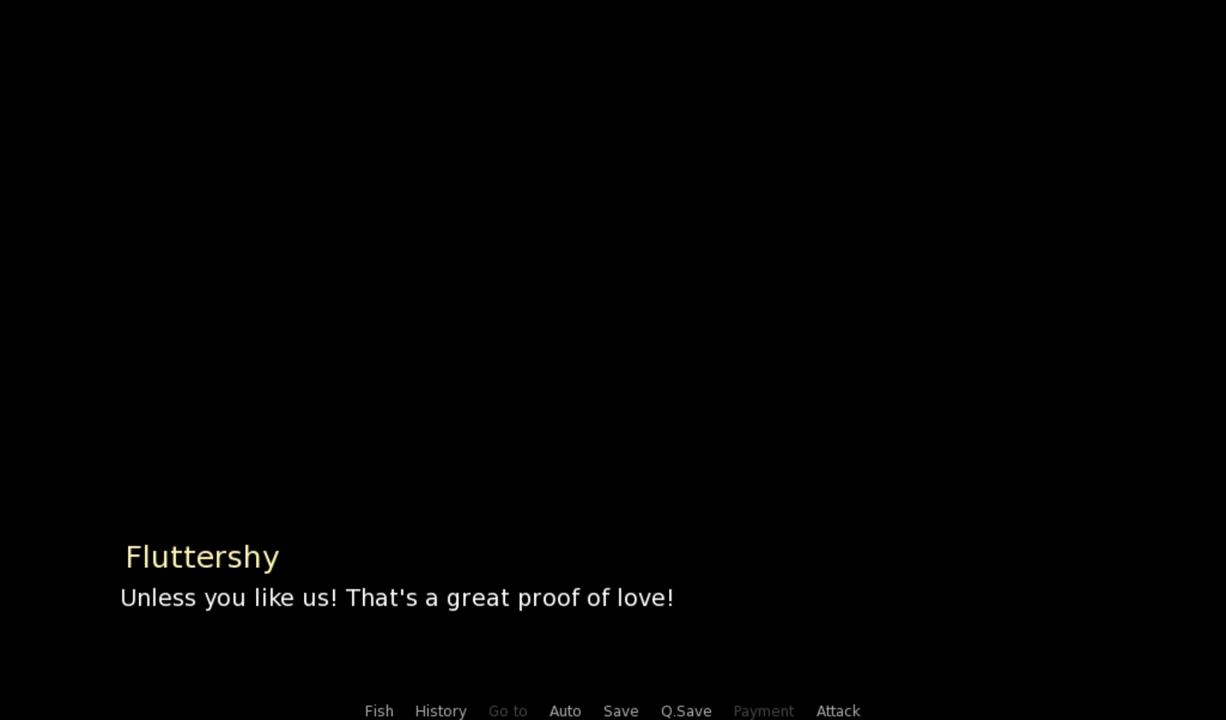 Fluttershy
Unless you like us! That's a great proof of love!
Fish History Go to Auto Save Q.Save Payment Attack